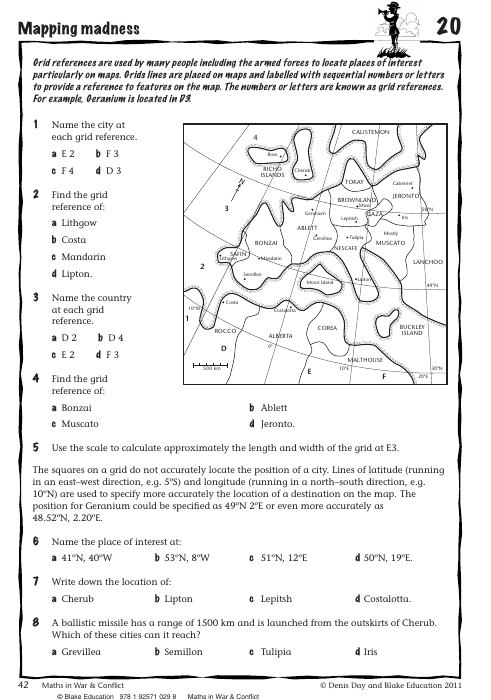 Mapping madness
20
Grid references are used by many people including the armed forces to locate places of interest
particularly on maps. Grids lines are placed on maps and labelled with sequential numbers or letters
to provide a reference to features on the map. The numbers or letters are known as grid references.
For example, Geranium is located in D3.
1 Name the city at
each grid reference.
a E 2 b F 3
c F 4 d D 3
2 Find the grid
reference of:
a Lithgow
b Costa
c Mandarin
d Lipton.
3 Name the country
at each grid
reference.
a D 2 b D 4
c E 2 d F 3
4 Find the grid
reference of:
a Bonzai b Ablett
c Muscato d Jeronto.
CALISTEMON
4
Rose
RICHO
ISLANDS
Cherub
TOKAY
Cabernet
JERONTO
BROWNLAND
Moss
N
3
Geranium
GAZA
50°N
Lepitsh
Iris
ABLETT
Grevillea
Tulipia
Mostly
BONZAI
NESCAFE
MUSCATO
SAFIN
Lithgow
Mandarin
LANCHOO
2
Semillon
Moon Island
Lipton
40°N
Costa
10°W
Costalotta
1
ROCCO
ALBERTA
COREA
BUCKLEY
ISLAND
D
0°
MALTHOUSE
500 km
E
10°E
F
20°E
30°N
5 Use the scale to calculate approximately the length and width of the grid at E3.
The squares on a grid do not accurately locate the position of a city. Lines of latitude (running
in an east–west direction, e.g. 5°S) and longitude (running in a north–south direction, e.g.
10°N) are used to specify more accurately the location of a destination on the map. The
position for Geranium could be specified as 49°N 2°E or even more accurately as
48.52°N, 2.20°E.
6 Name the place of interest at:
a 41°N, 40°W b 53°N, 8°W c 51°N, 12°E d 50°N, 19°E.
7 Write down the location of:
a Cherub b Lipton c Lepitsh d Costalotta.
8 A ballistic missile has a range of 1500 km and is launched from the outskirts of Cherub.
Which of these cities can it reach?
a Grevillea b Semillon c Tulipia d Iris
42 Maths in War & Conflict © Denis Day and Blake Education 2011
© Blake Education 978 1 92571 029 8 Maths in War & Conflict